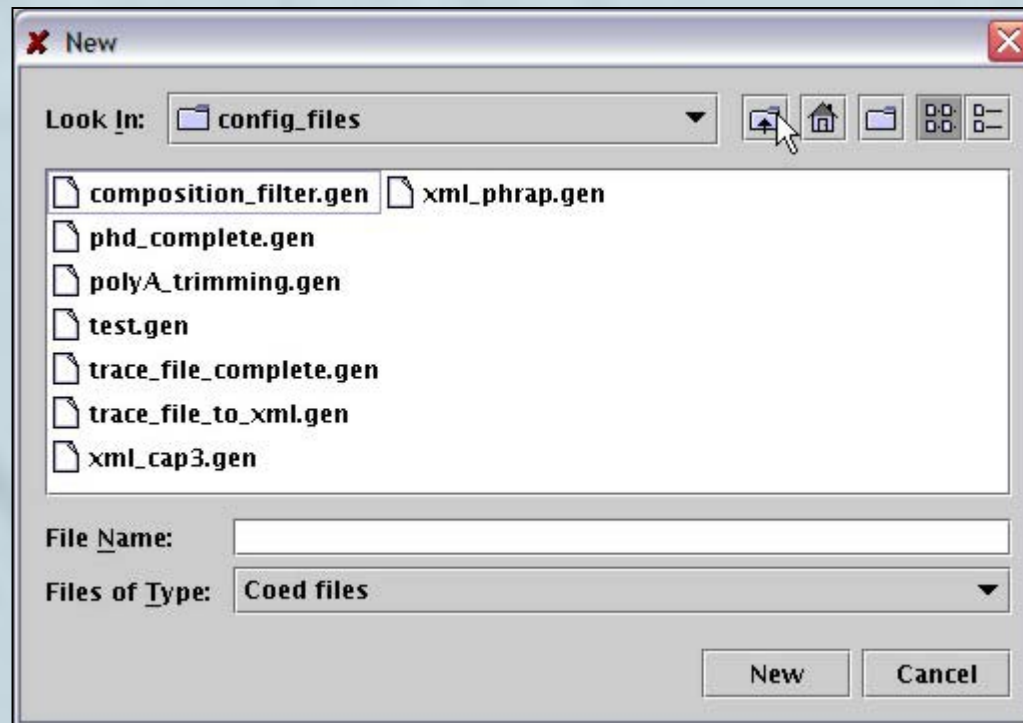 New
Look In: config_files
composition_filter.gen xml_phrap.gen
phd_complete.gen
polyA_trimming.gen
test.gen
trace_file_complete.gen
trace_file_to_xml.gen
xml_cap3.gen
File Name:
Files of Type: Coed files
New Cancel